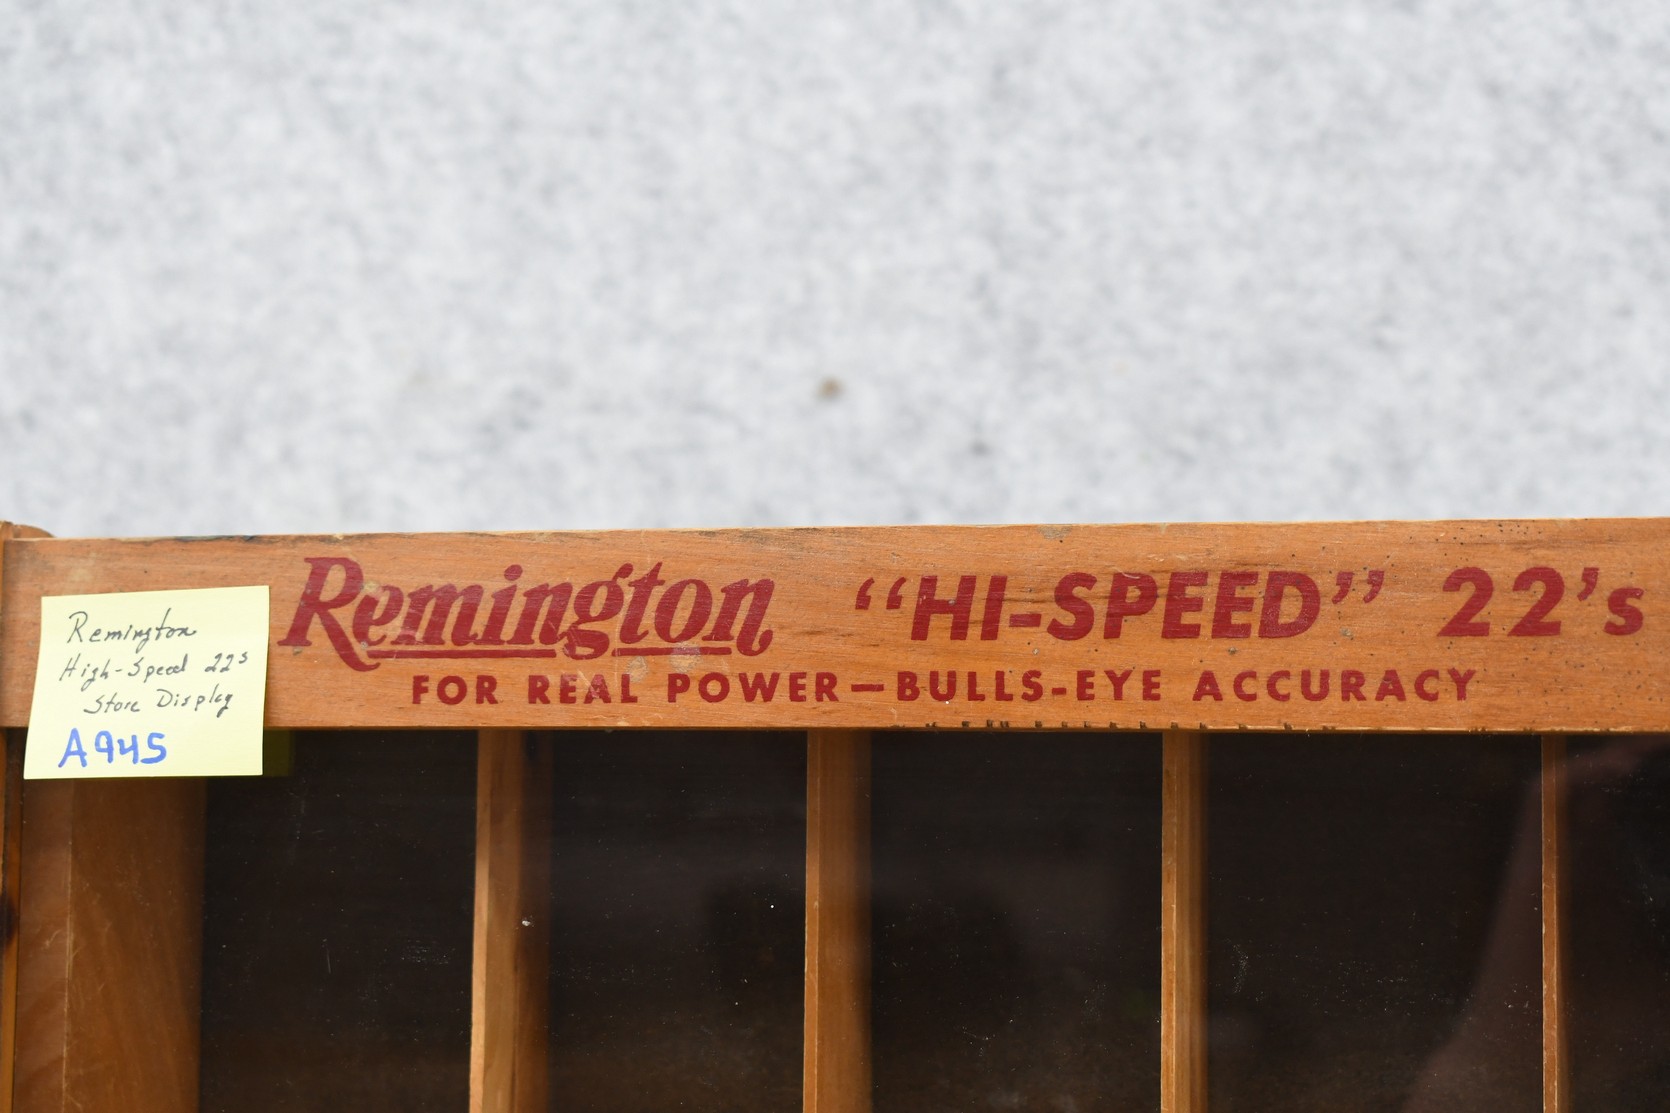 Remington "HI-SPEED" 22's
FOR REAL POWER—BULLS-EYE ACCURACY
Remington
High-Speed 22s
Store Display
A945